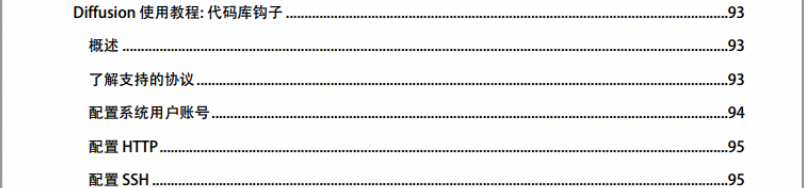 Diffusion 使用教程: 代码库钩子 ........................................................................................................93
概述 ........................................................................................................................................93
了解支持的协议 ......................................................................................................................93
配置系统用户账号 ..................................................................................................................94
配置 HTTP ...............................................................................................................................95
配置 SSH .................................................................................................................................95